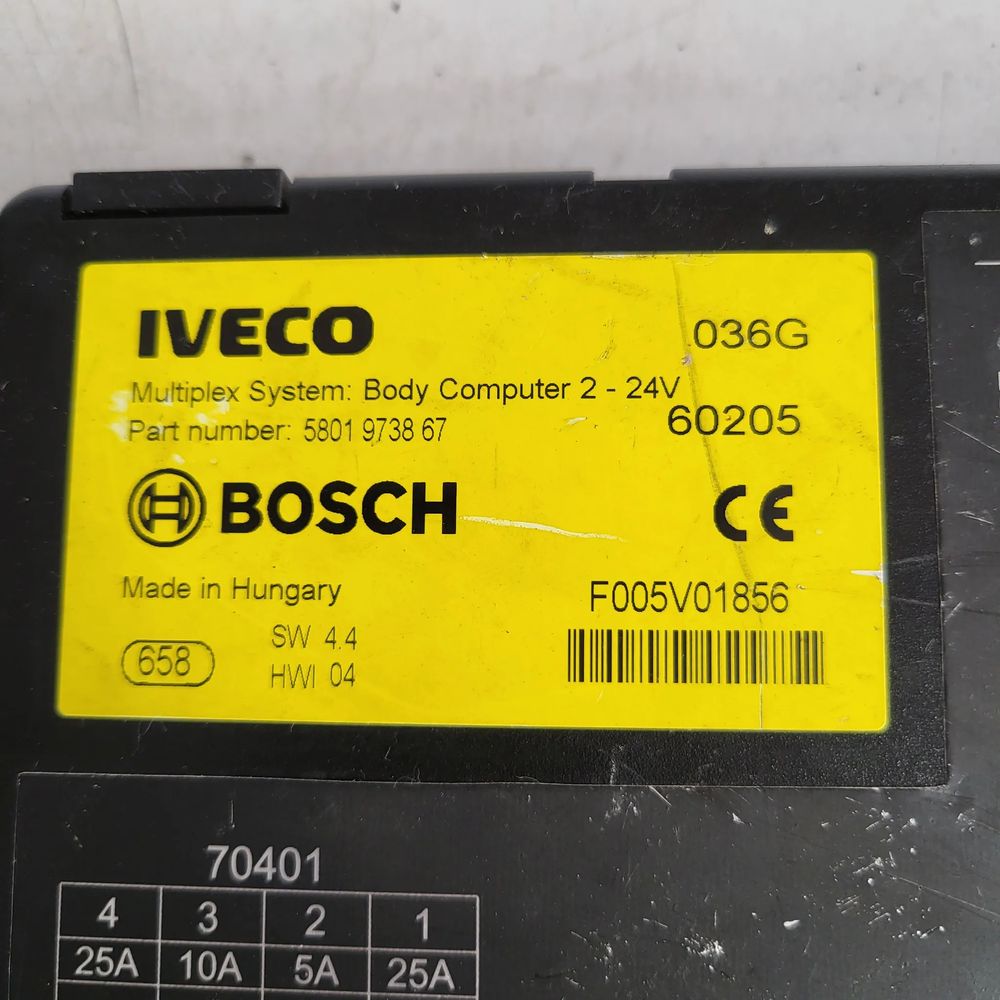 IVECO
036G
Multiplex System: Body Computer 2 - 24V
Part number: 5801 9738 67
60205
BOSCH
CE
Made in Hungary
F005V01856
658
SW 4.4
HWI 04
70401
4 3 2 1
25A 10A 5A 25A